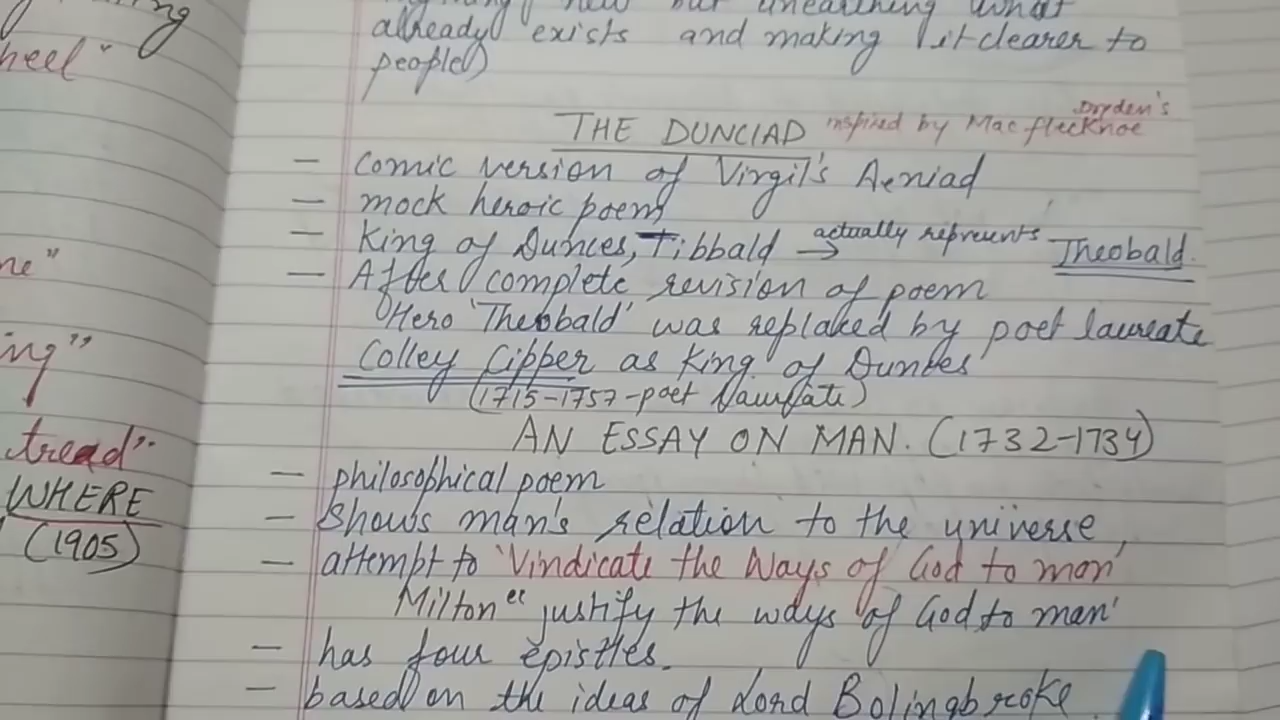 ing
heel"
ne"
ing"
tread".
WHERE
(1905)
new but unearthing what
already exists and making it clearer to
people)
THE DUNCIAD inspired by Mac flecknoe
Dryden's
– Comic version of Virgil's Aeniad
– mock heroic poem
– King of Dunces, Tibbald → actually represents Theobald.
– After complete revision of poem
Hero 'Theobald' was replaced by poet laureate
Colley Cipper as King of Dunces
(1715-1757-poet laureate)
AN ESSAY ON MAN. (1732-1734)
– philosophical poem
– Shows man's relation to the universe,
– attempt to 'Vindicate the Ways of God to man'
Milton "justify the ways of God to man'
– has four epistles.
– based on the ideas of Lord Bolingbroke.